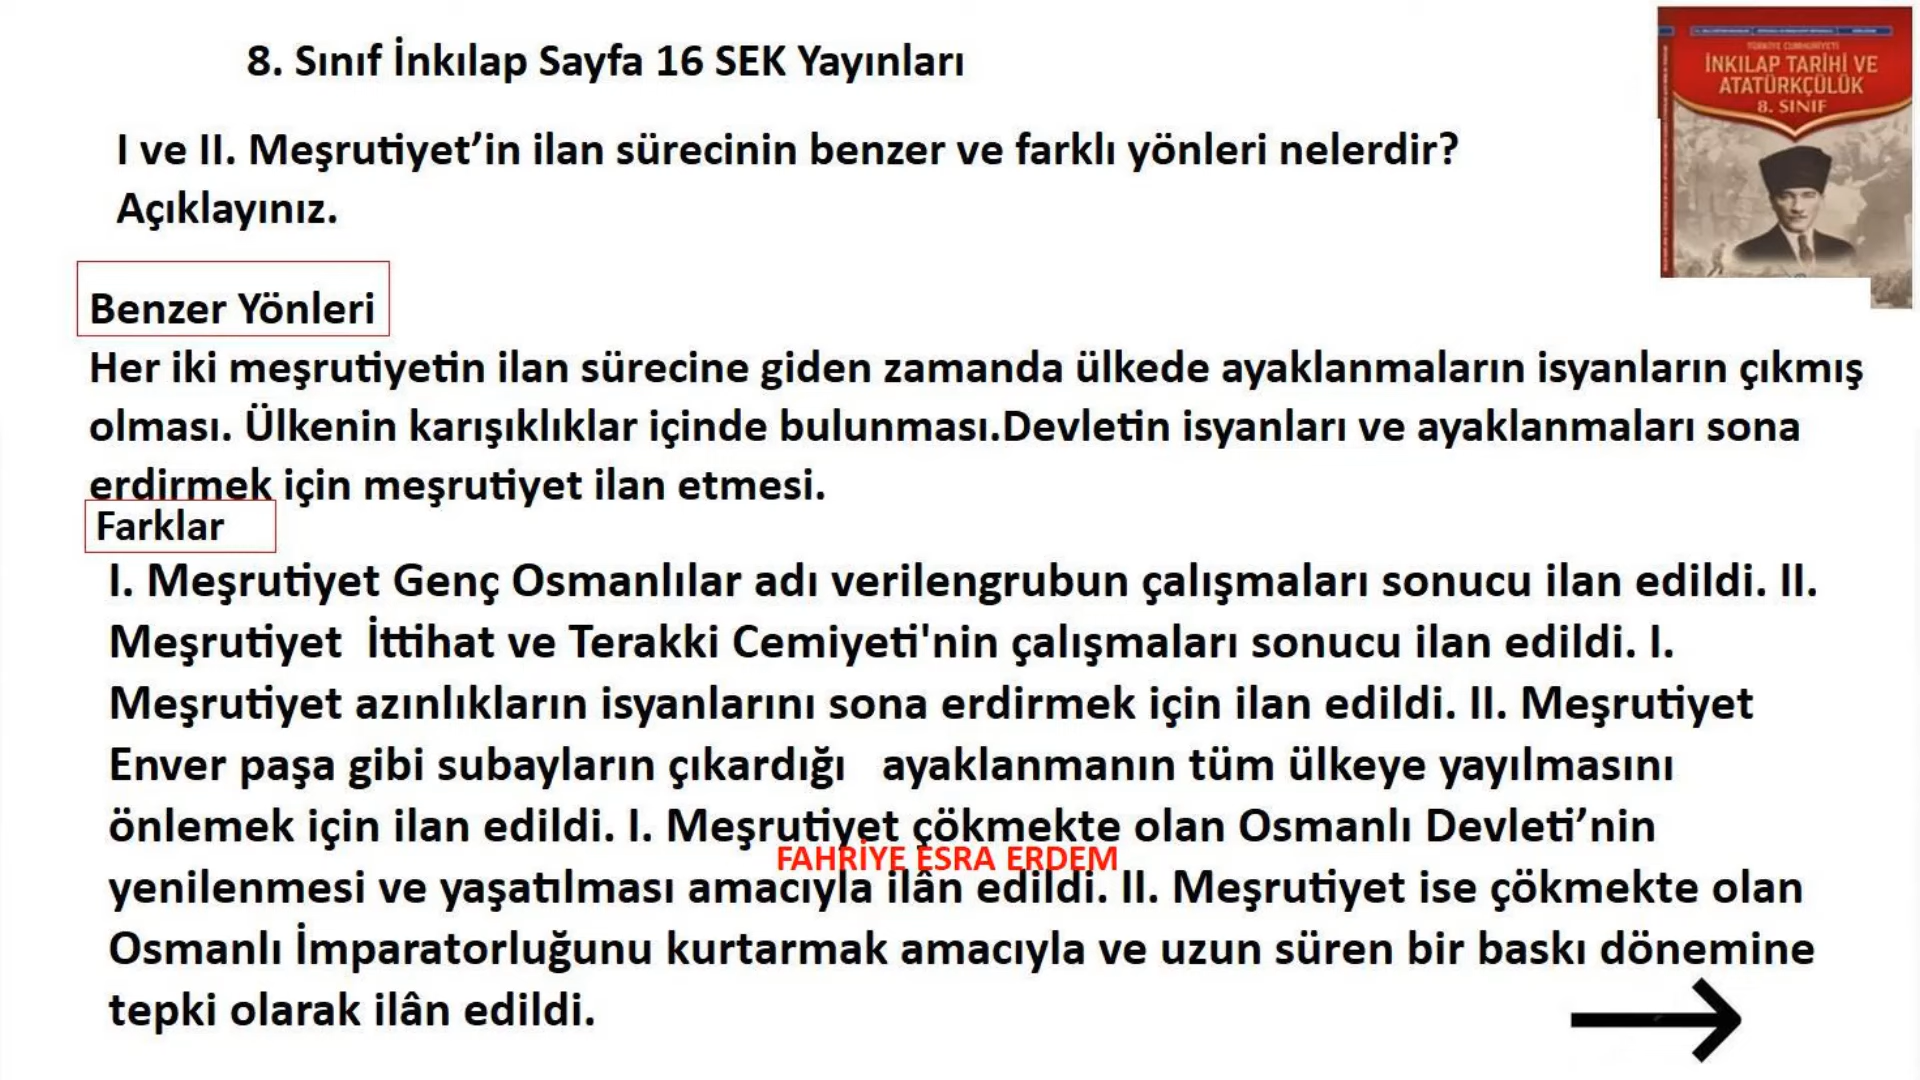 8. Sınıf İnkılap Sayfa 16 SEK Yayınları
TÜRKİYE CUMHURİYETİ
İNKILAP TARİHİ VE
ATATÜRKÇÜLÜK
8. SINIF
I ve II. Meşrutiyet’in ilan sürecinin benzer ve farklı yönleri nelerdir?
Açıklayınız.
Benzer Yönleri
Her iki meşrutiyetin ilan sürecine giden zamanda ülkede ayaklanmaların isyanların çıkmış
olması. Ülkenin karışıklıklar içinde bulunması.Devletin isyanları ve ayaklanmaları sona
erdirmek için meşrutiyet ilan etmesi.
Farklar
I. Meşrutiyet Genç Osmanlılar adı verilengrubun çalışmaları sonucu ilan edildi. II.
Meşrutiyet  İttihat ve Terakki Cemiyeti'nin çalışmaları sonucu ilan edildi. I.
Meşrutiyet azınlıkların isyanlarını sona erdirmek için ilan edildi. II. Meşrutiyet
Enver paşa gibi subayların çıkardığı   ayaklanmanın tüm ülkeye yayılmasını
önlemek için ilan edildi. I. Meşrutiyet çökmekte olan Osmanlı Devleti’nin
FAHRİYE ESRA ERDEM
yenilenmesi ve yaşatılması amacıyla ilân edildi. II. Meşrutiyet ise çökmekte olan
Osmanlı İmparatorluğunu kurtarmak amacıyla ve uzun süren bir baskı dönemine
tepki olarak ilân edildi.